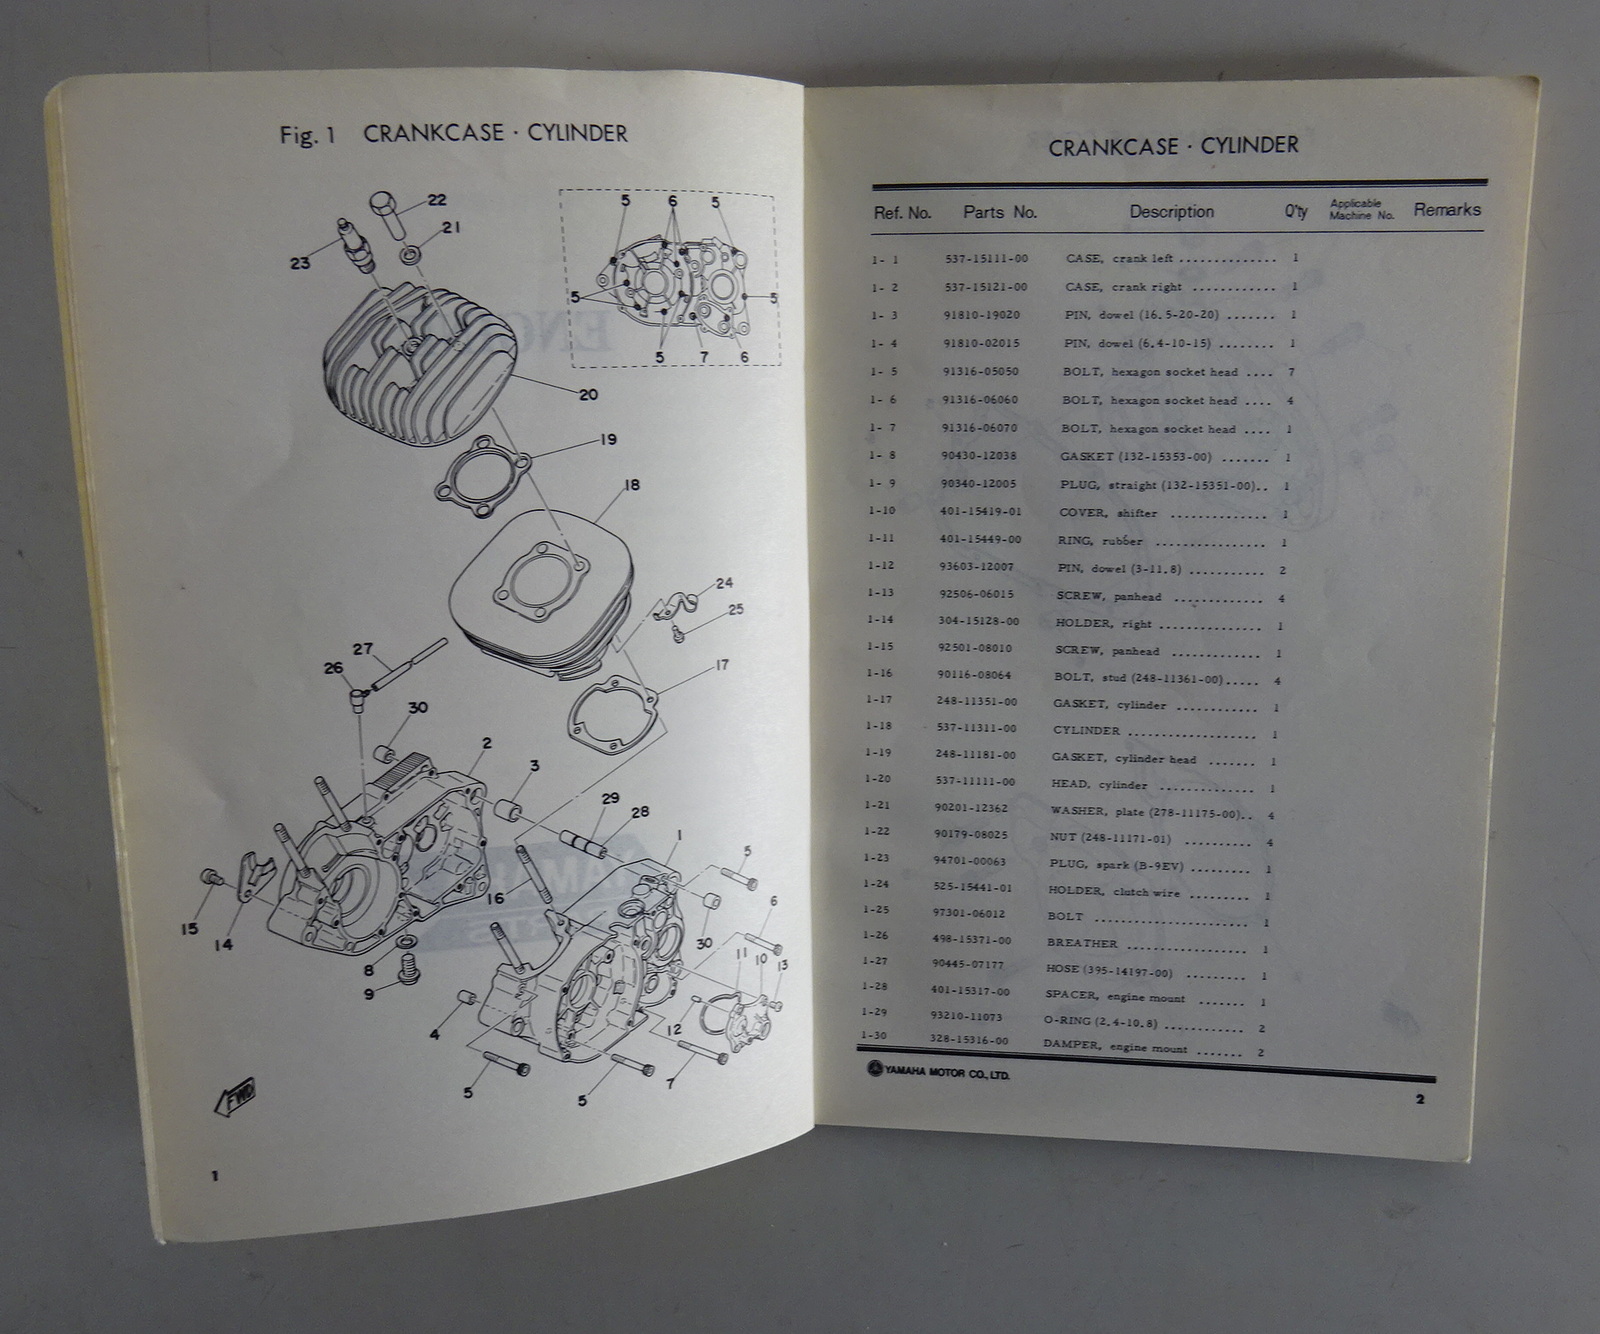 Fig. 1 CRANKCASE · CYLINDER
22
21
23
5 6 5
5 5
5 7 6
20
19
18
24
25
27
26
17
30
2
3
29
28
1
5
16
6
15
14
30
8
11 10 13
9
4
12
5
5
7
FWD
1
CRANKCASE · CYLINDER
Ref. No. Parts No. Description Q'ty Applicable Machine No. Remarks
1- 1 537-15111-00 CASE, crank left .............. 1
1- 2 537-15121-00 CASE, crank right ............ 1
1- 3 91810-19020 PIN, dowel (16.5-20-20) ....... 1
1- 4 91810-02015 PIN, dowel (6.4-10-15) ........ 1
1- 5 91316-05050 BOLT, hexagon socket head .... 7
1- 6 91316-06060 BOLT, hexagon socket head .... 4
1- 7 91316-06070 BOLT, hexagon socket head .... 1
1- 8 90430-12038 GASKET (132-15353-00) ....... 1
1- 9 90340-12005 PLUG, straight (132-15351-00).. 1
1-10 401-15419-01 COVER, shifter .............. 1
1-11 401-15449-00 RING, rubber ................ 1
1-12 93603-12007 PIN, dowel (3-11.8) ........... 2
1-13 92506-06015 SCREW, panhead ............. 4
1-14 304-15128-00 HOLDER, right ............... 1
1-15 92501-08010 SCREW, panhead ............. 1
1-16 90116-08064 BOLT, stud (248-11361-00)..... 4
1-17 248-11351-00 GASKET, cylinder ............ 1
1-18 537-11311-00 CYLINDER .................. 1
1-19 248-11181-00 GASKET, cylinder head ....... 1
1-20 537-11111-00 HEAD, cylinder .............. 1
1-21 90201-12362 WASHER, plate (278-11175-00).. 4
1-22 90179-08025 NUT (248-11171-01) ........... 4
1-23 94701-00063 PLUG, spark (B-9EV) .......... 1
1-24 525-15441-01 HOLDER, clutch wire .......... 1
1-25 97301-06012 BOLT ........................ 1
1-26 498-15371-00 BREATHER ................. 1
1-27 90445-07177 HOSE (395-14197-00) ......... 1
1-28 401-15317-00 SPACER, engine mount ....... 1
1-29 93210-11073 O-RING (2.4-10.8) ............ 2
1-30 328-15316-00 DAMPER, engine mount ....... 2
YAMAHA MOTOR CO., LTD.
2